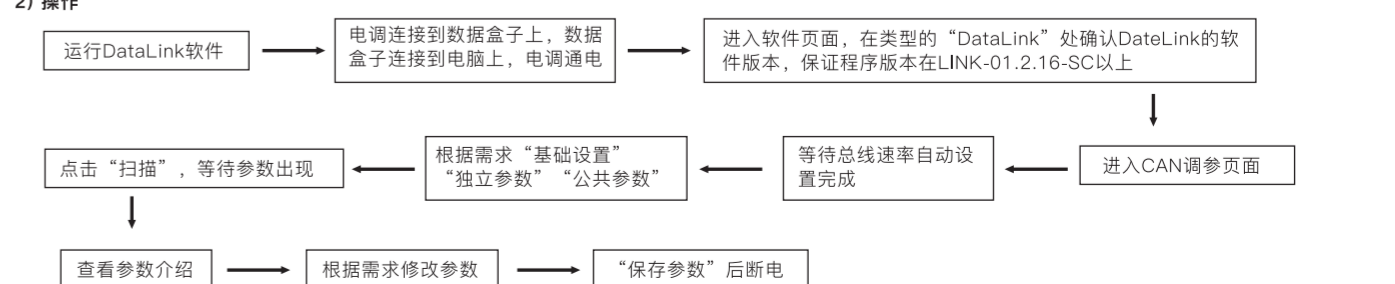 2) 操作
运行DataLink软件
电调连接到数据盒子上，数据
盒子连接到电脑上，电调通电
进入软件页面，在类型的“DataLink”处确认DateLink的软
件版本，保证程序版本在LINK-01.2.16-SC以上
进入CAN调参页面
等待总线速率自动设
置完成
根据需求“基础设置”
“独立参数”“公共参数”
点击“扫描”，等待参数出现
查看参数介绍
根据需求修改参数
“保存参数”后断电